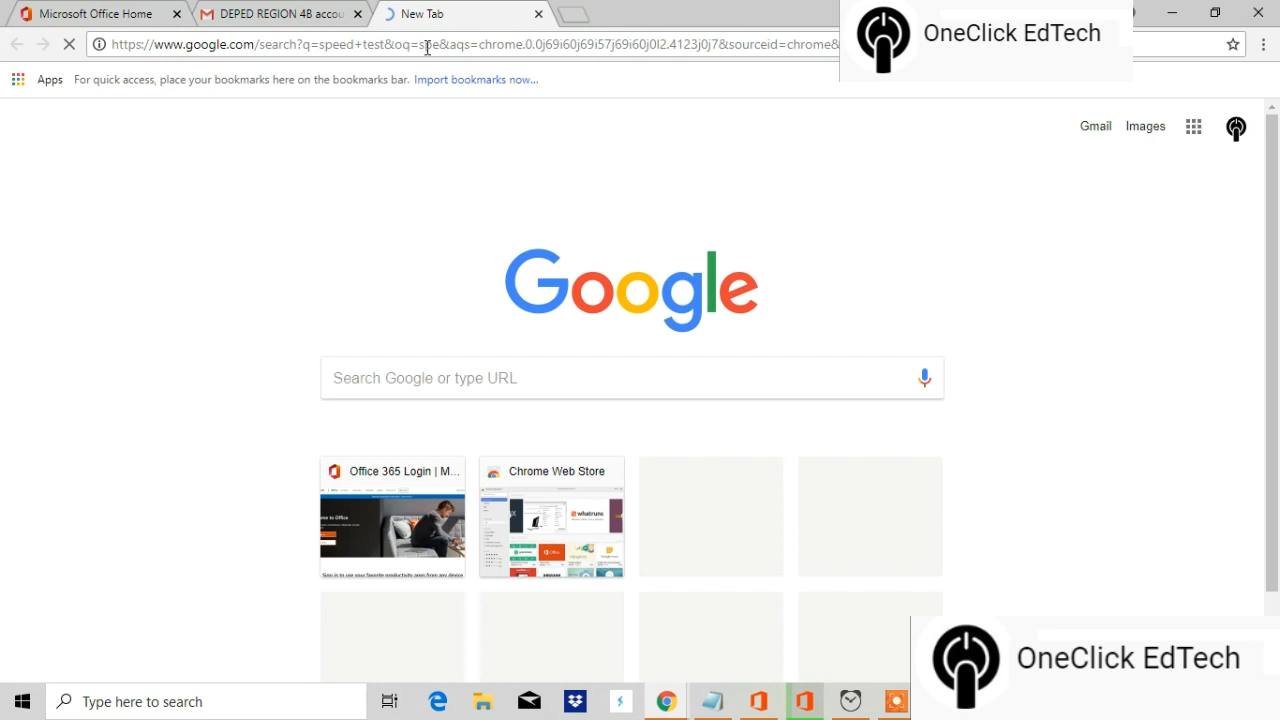 Microsoft Office Home
DEPED REGION 4B accou
New Tab
https://www.google.com/search?q=speed+test&oq=spe&aqs=chrome.0.0j69i60j69i57j69i60j0l2.4123j0j7&sourceid=chrome&
OneClick EdTech
Apps
For quick access, place your bookmarks here on the bookmarks bar. Import bookmarks now...
Gmail
Images
Google
Search Google or type URL
Office 365 Login | M...
Chrome Web Store
whatruns
OneClick EdTech
Type here to search